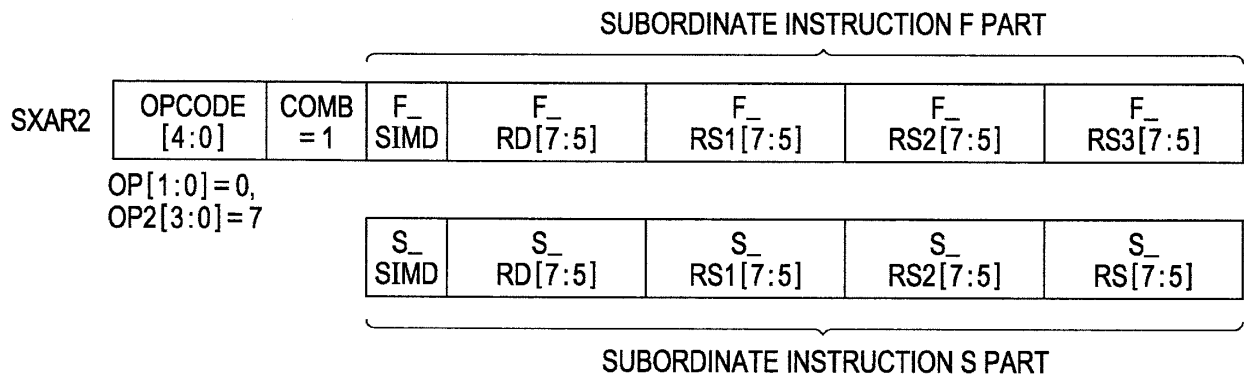 SUBORDINATE INSTRUCTION F PART
SXAR2
OPCODE
[4:0]
COMB
=1
F_
SIMD
F_
RD[7:5]
F_
RS1[7:5]
F_
RS2[7:5]
F_
RS3[7:5]
OP[1:0]=0,
OP2[3:0]=7
S_
SIMD
S_
RD[7:5]
S_
RS1[7:5]
S_
RS2[7:5]
S_
RS[7:5]
SUBORDINATE INSTRUCTION S PART